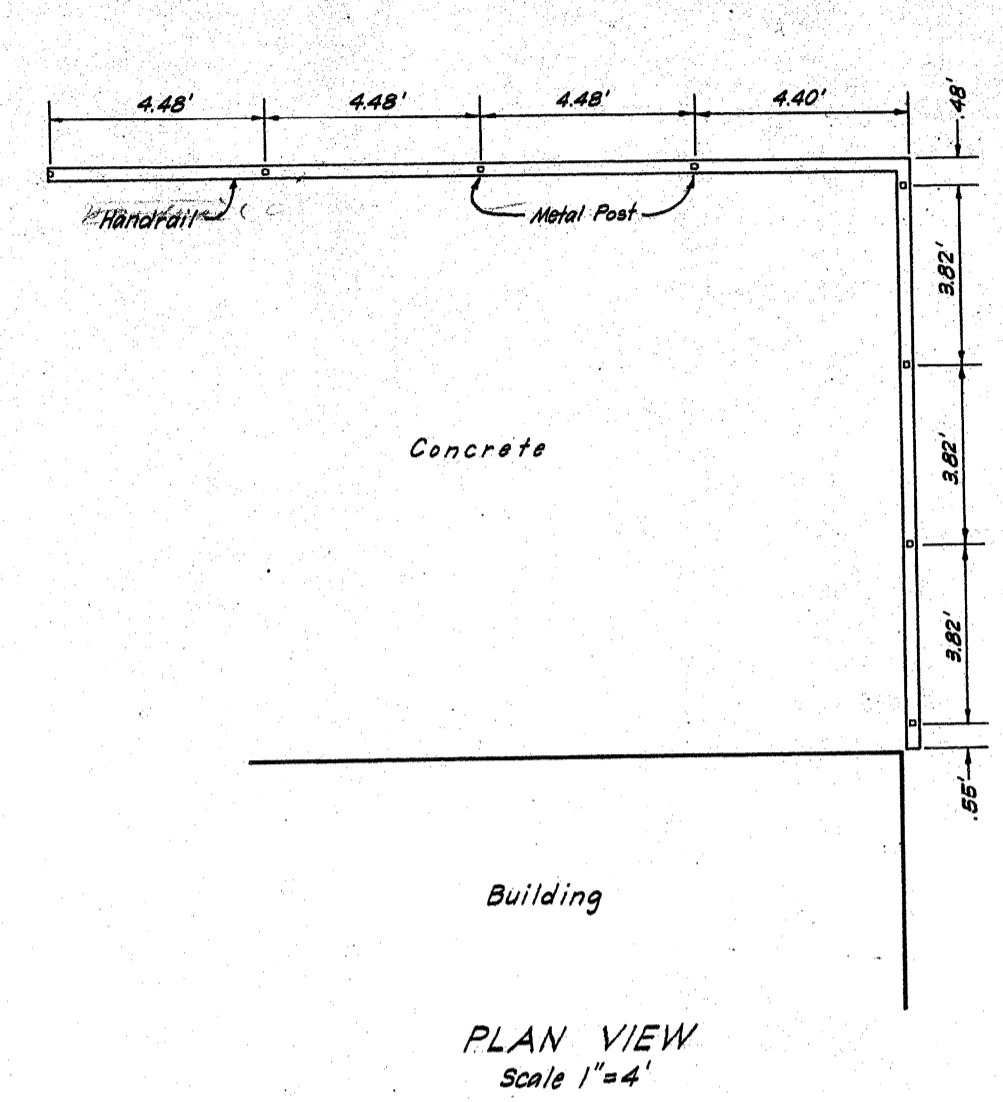 4.48' 4.48' 4.48' 4.40'
.48'
Handrail
Metal Post
3.82'
Concrete
3.82'
3.82'
.55'
Building
PLAN VIEW
Scale 1"=4'